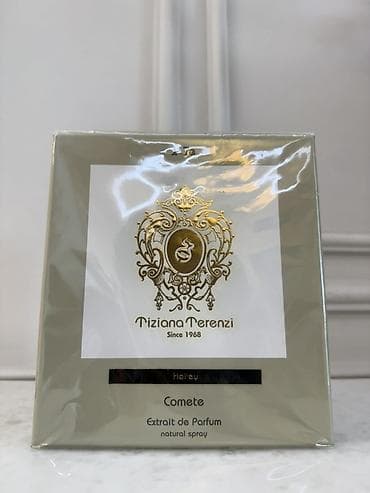 Tiziana Terenzi
Since 1968
Halley
Comete
Extrait de Parfum
natural spray